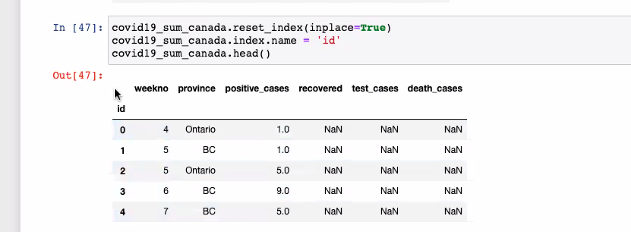 In [47]: covid19_sum_canada.reset_index(inplace=True)
covid19_sum_canada.index.name = 'id'
covid19_sum_canada.head()
Out[47]:
weekno province positive_cases recovered test_cases death_cases
id
0 4 Ontario 1.0 NaN NaN NaN
1 5 BC 1.0 NaN NaN NaN
2 5 Ontario 5.0 NaN NaN NaN
3 6 BC 9.0 NaN NaN NaN
4 7 BC 5.0 NaN NaN NaN